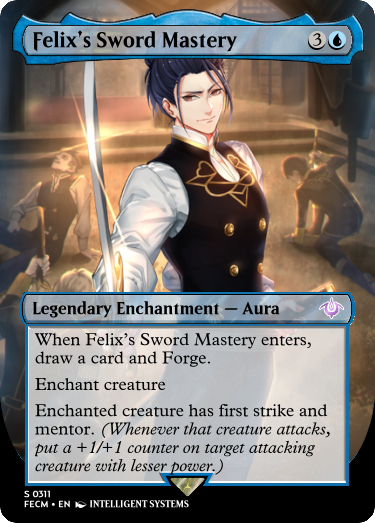 Felix's Sword Mastery 3
Legendary Enchantment — Aura
When Felix's Sword Mastery enters,
draw a card and Forge.
Enchant creature
Enchanted creature has first strike and
mentor. (Whenever that creature attacks,
put a +1/+1 counter on target attacking
creature with lesser power.)
S 0311
FECM • EN INTELLIGENT SYSTEMS